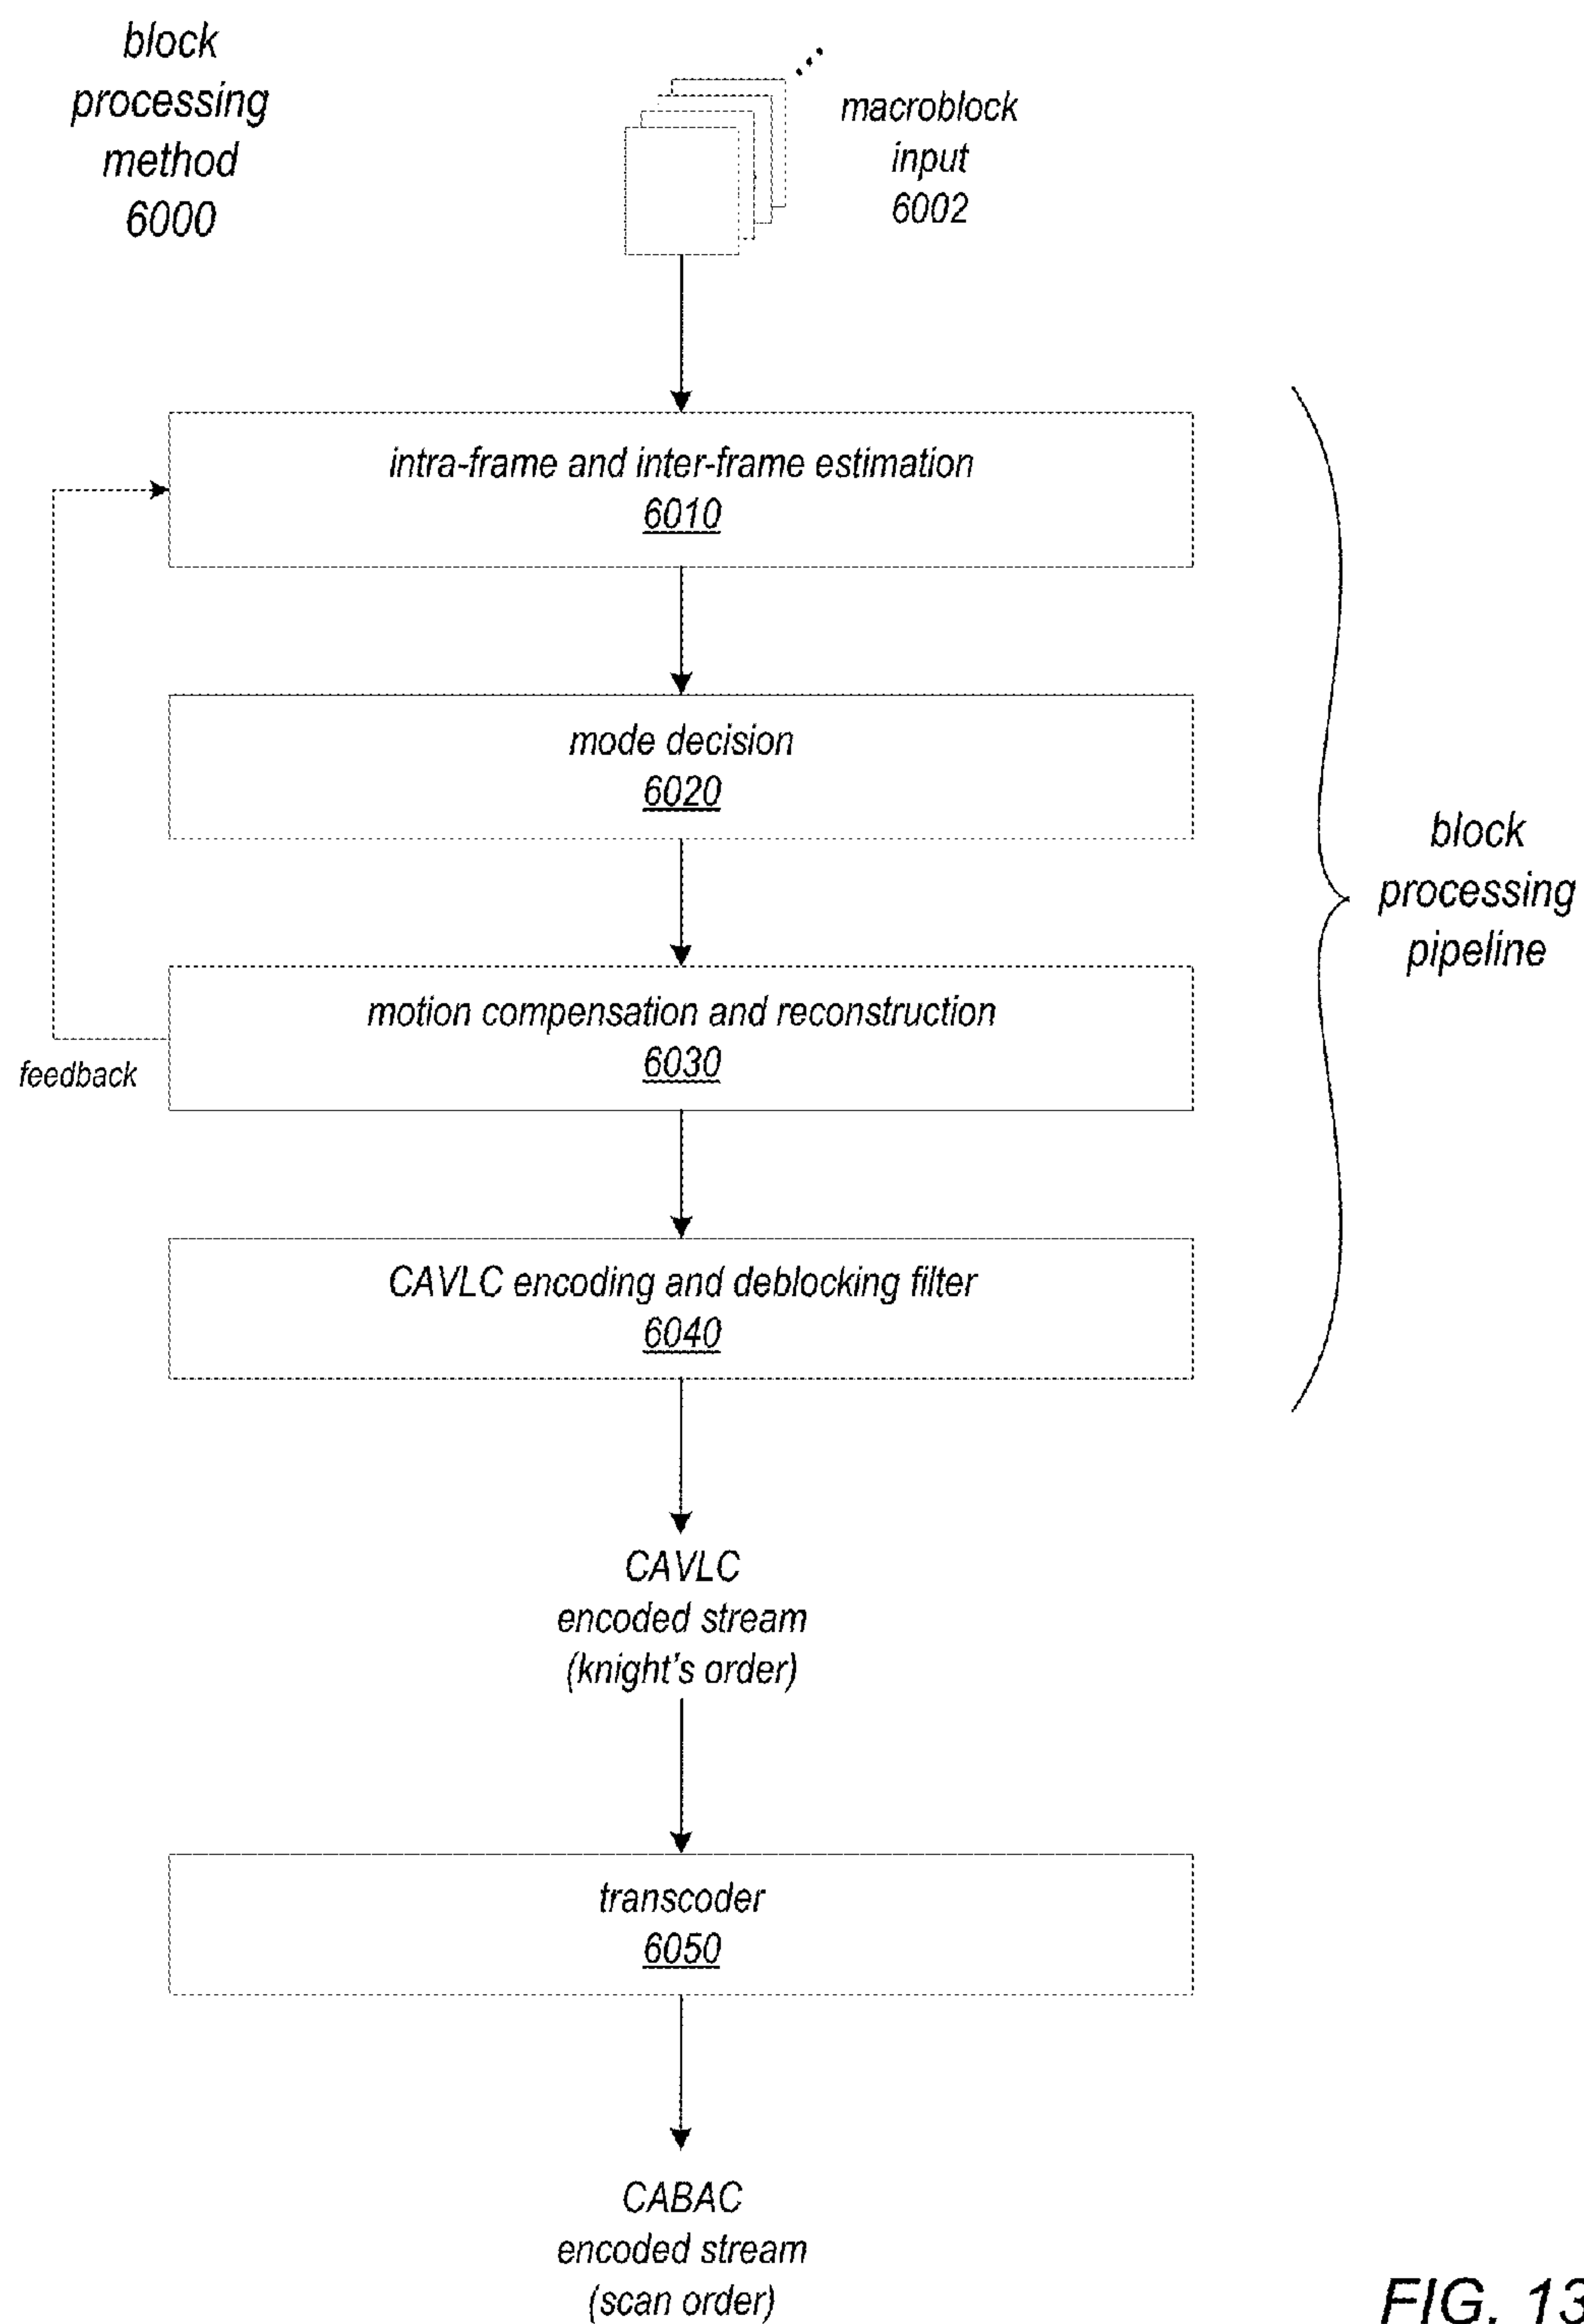 block
processing
method
6000
macroblock
input
6002
intra-frame and inter-frame estimation
6010
mode decision
6020
motion compensation and reconstruction
6030
feedback
block
processing
pipeline
CAVLC encoding and deblocking filter
6040
CAVLC
encoded stream
(knight's order)
transcoder
6050
CABAC
encoded stream
(scan order)
FIG. 13